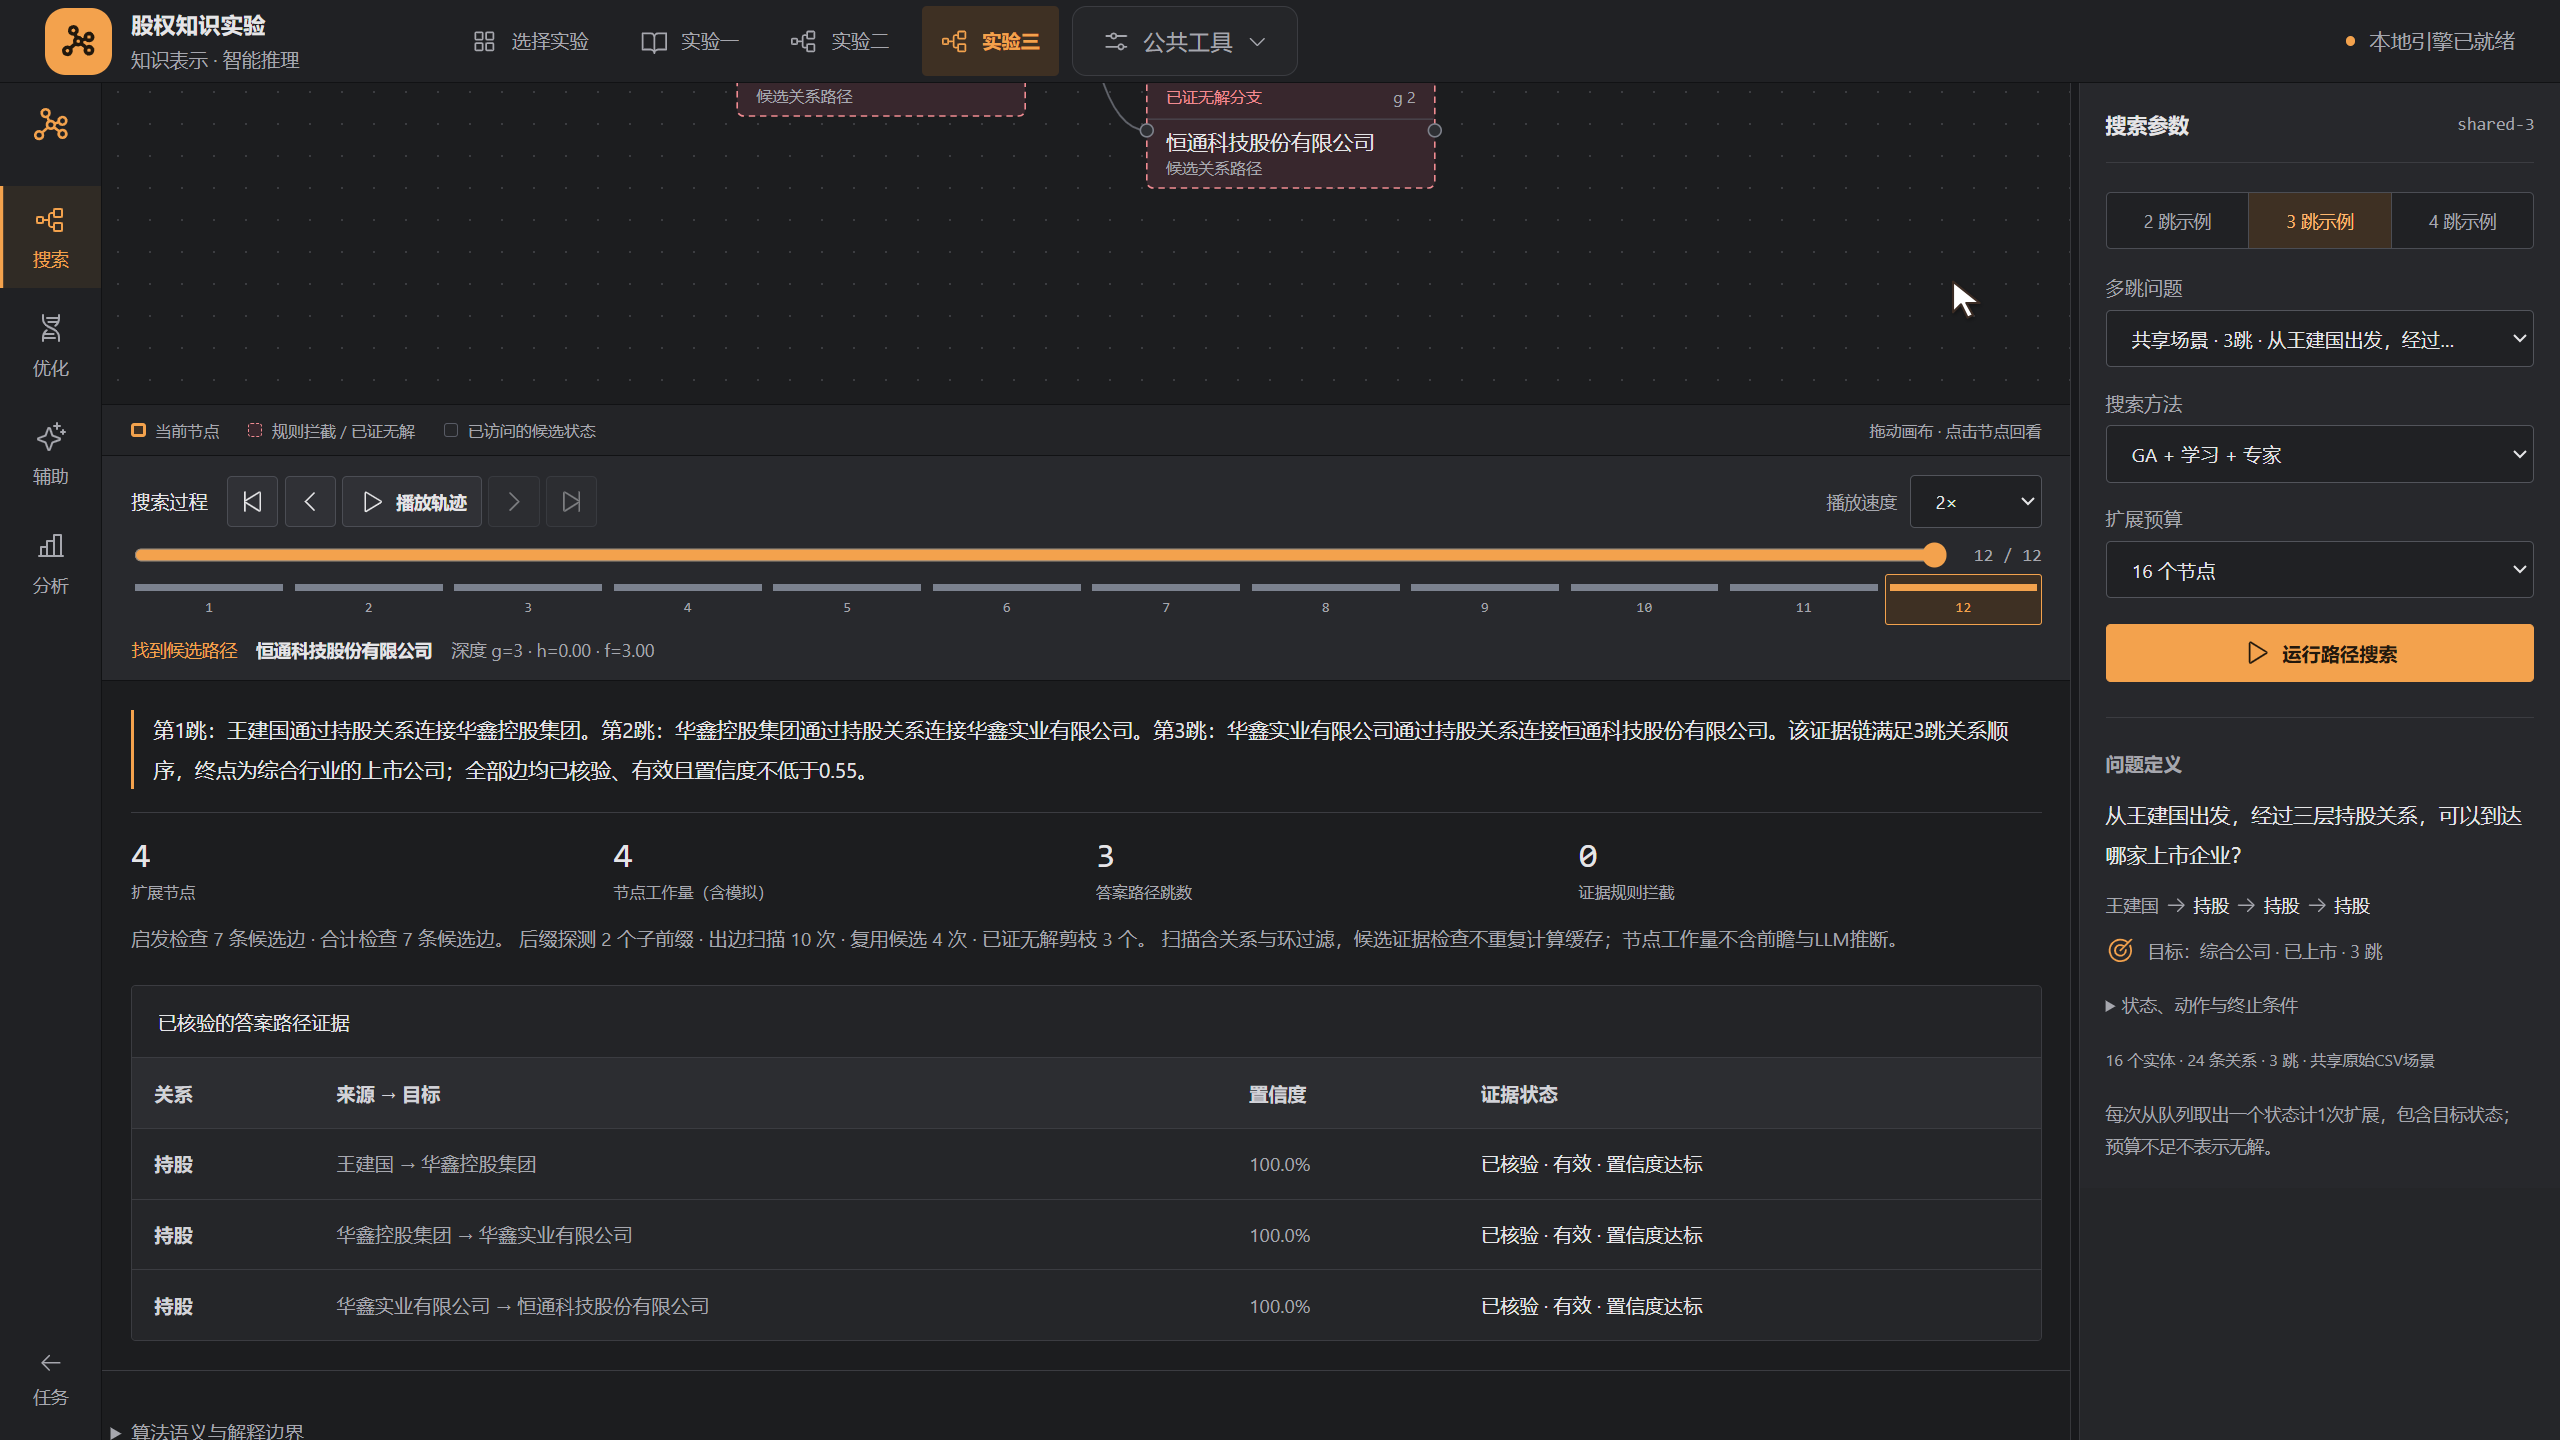 股权知识实验
知识表示 · 智能推理
选择实验
实验一
实验二
实验三
公共工具
本地引擎已就绪
搜索
优化
辅助
分析
任务
候选关系路径
已证无解分支 g 2
恒通科技股份有限公司
候选关系路径
当前节点 规则拦截 / 已证无解 已访问的候选状态
拖动画布 · 点击节点回看
搜索过程
播放轨迹
播放速度 2×
12 / 12
1 2 3 4 5 6 7 8 9 10 11 12
找到候选路径 恒通科技股份有限公司 深度 g=3 · h=0.00 · f=3.00
第1跳：王建国通过持股关系连接华鑫控股集团。第2跳：华鑫控股集团通过持股关系连接华鑫实业有限公司。第3跳：华鑫实业有限公司通过持股关系连接恒通科技股份有限公司。该证据链满足3跳关系顺
序，终点为综合行业的上市公司；全部边均已核验、有效且置信度不低于0.55。
4 4 3 0
扩展节点 节点工作量（含模拟） 答案路径跳数 证据规则拦截
启发检查 7 条候选边 · 合计检查 7 条候选边。 后缀探测 2 个子前缀 · 出边扫描 10 次 · 复用候选 4 次 · 已证无解剪枝 3 个。 扫描含关系与环过滤，候选证据检查不重复计算缓存；节点工作量不含前瞻与LLM推断。
已核验的答案路径证据
关系 来源 → 目标 置信度 证据状态
持股 王建国 → 华鑫控股集团 100.0% 已核验 · 有效 · 置信度达标
持股 华鑫控股集团 → 华鑫实业有限公司 100.0% 已核验 · 有效 · 置信度达标
持股 华鑫实业有限公司 → 恒通科技股份有限公司 100.0% 已核验 · 有效 · 置信度达标
算法语义与解释边界
搜索参数 shared-3
2 跳示例 3 跳示例 4 跳示例
多跳问题
共享场景 · 3跳 · 从王建国出发，经过...
搜索方法
GA + 学习 + 专家
扩展预算
16 个节点
运行路径搜索
问题定义
从王建国出发，经过三层持股关系，可以到达
哪家上市企业？
王建国 → 持股 → 持股 → 持股
目标：综合公司 · 已上市 · 3 跳
状态、动作与终止条件
16 个实体 · 24 条关系 · 3 跳 · 共享原始CSV场景
每次从队列取出一个状态计1次扩展，包含目标状态；
预算不足不表示无解。